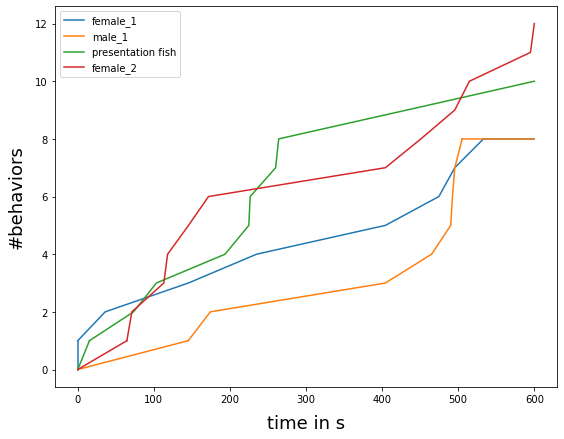 female_1
male_1
presentation fish
female_2
12
10
8
6
4
2
0
#behaviors
0 100 200 300 400 500 600
time in s